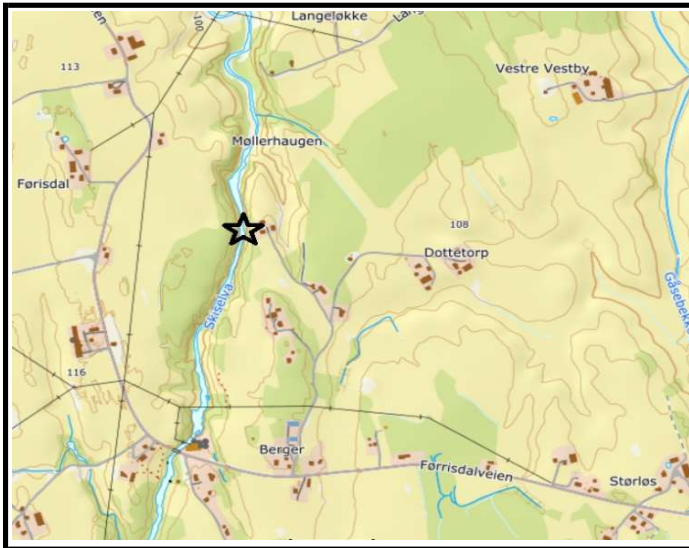 100
Langeløkke
113
Vestre Vestby
Møllerhaugen
Førisdal
108
Dottetorp
Skiselva
116
Berger
Førrisdalveien
Størløs